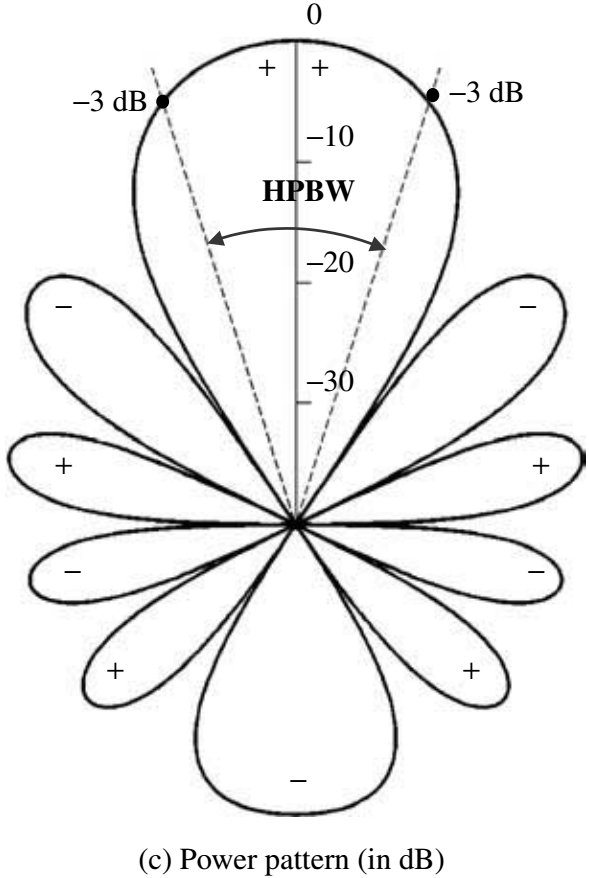 0
+ +
−3 dB
−3 dB
−10
HPBW
−20
− −
−30
+ +
− −
+ +
−
(c) Power pattern (in dB)